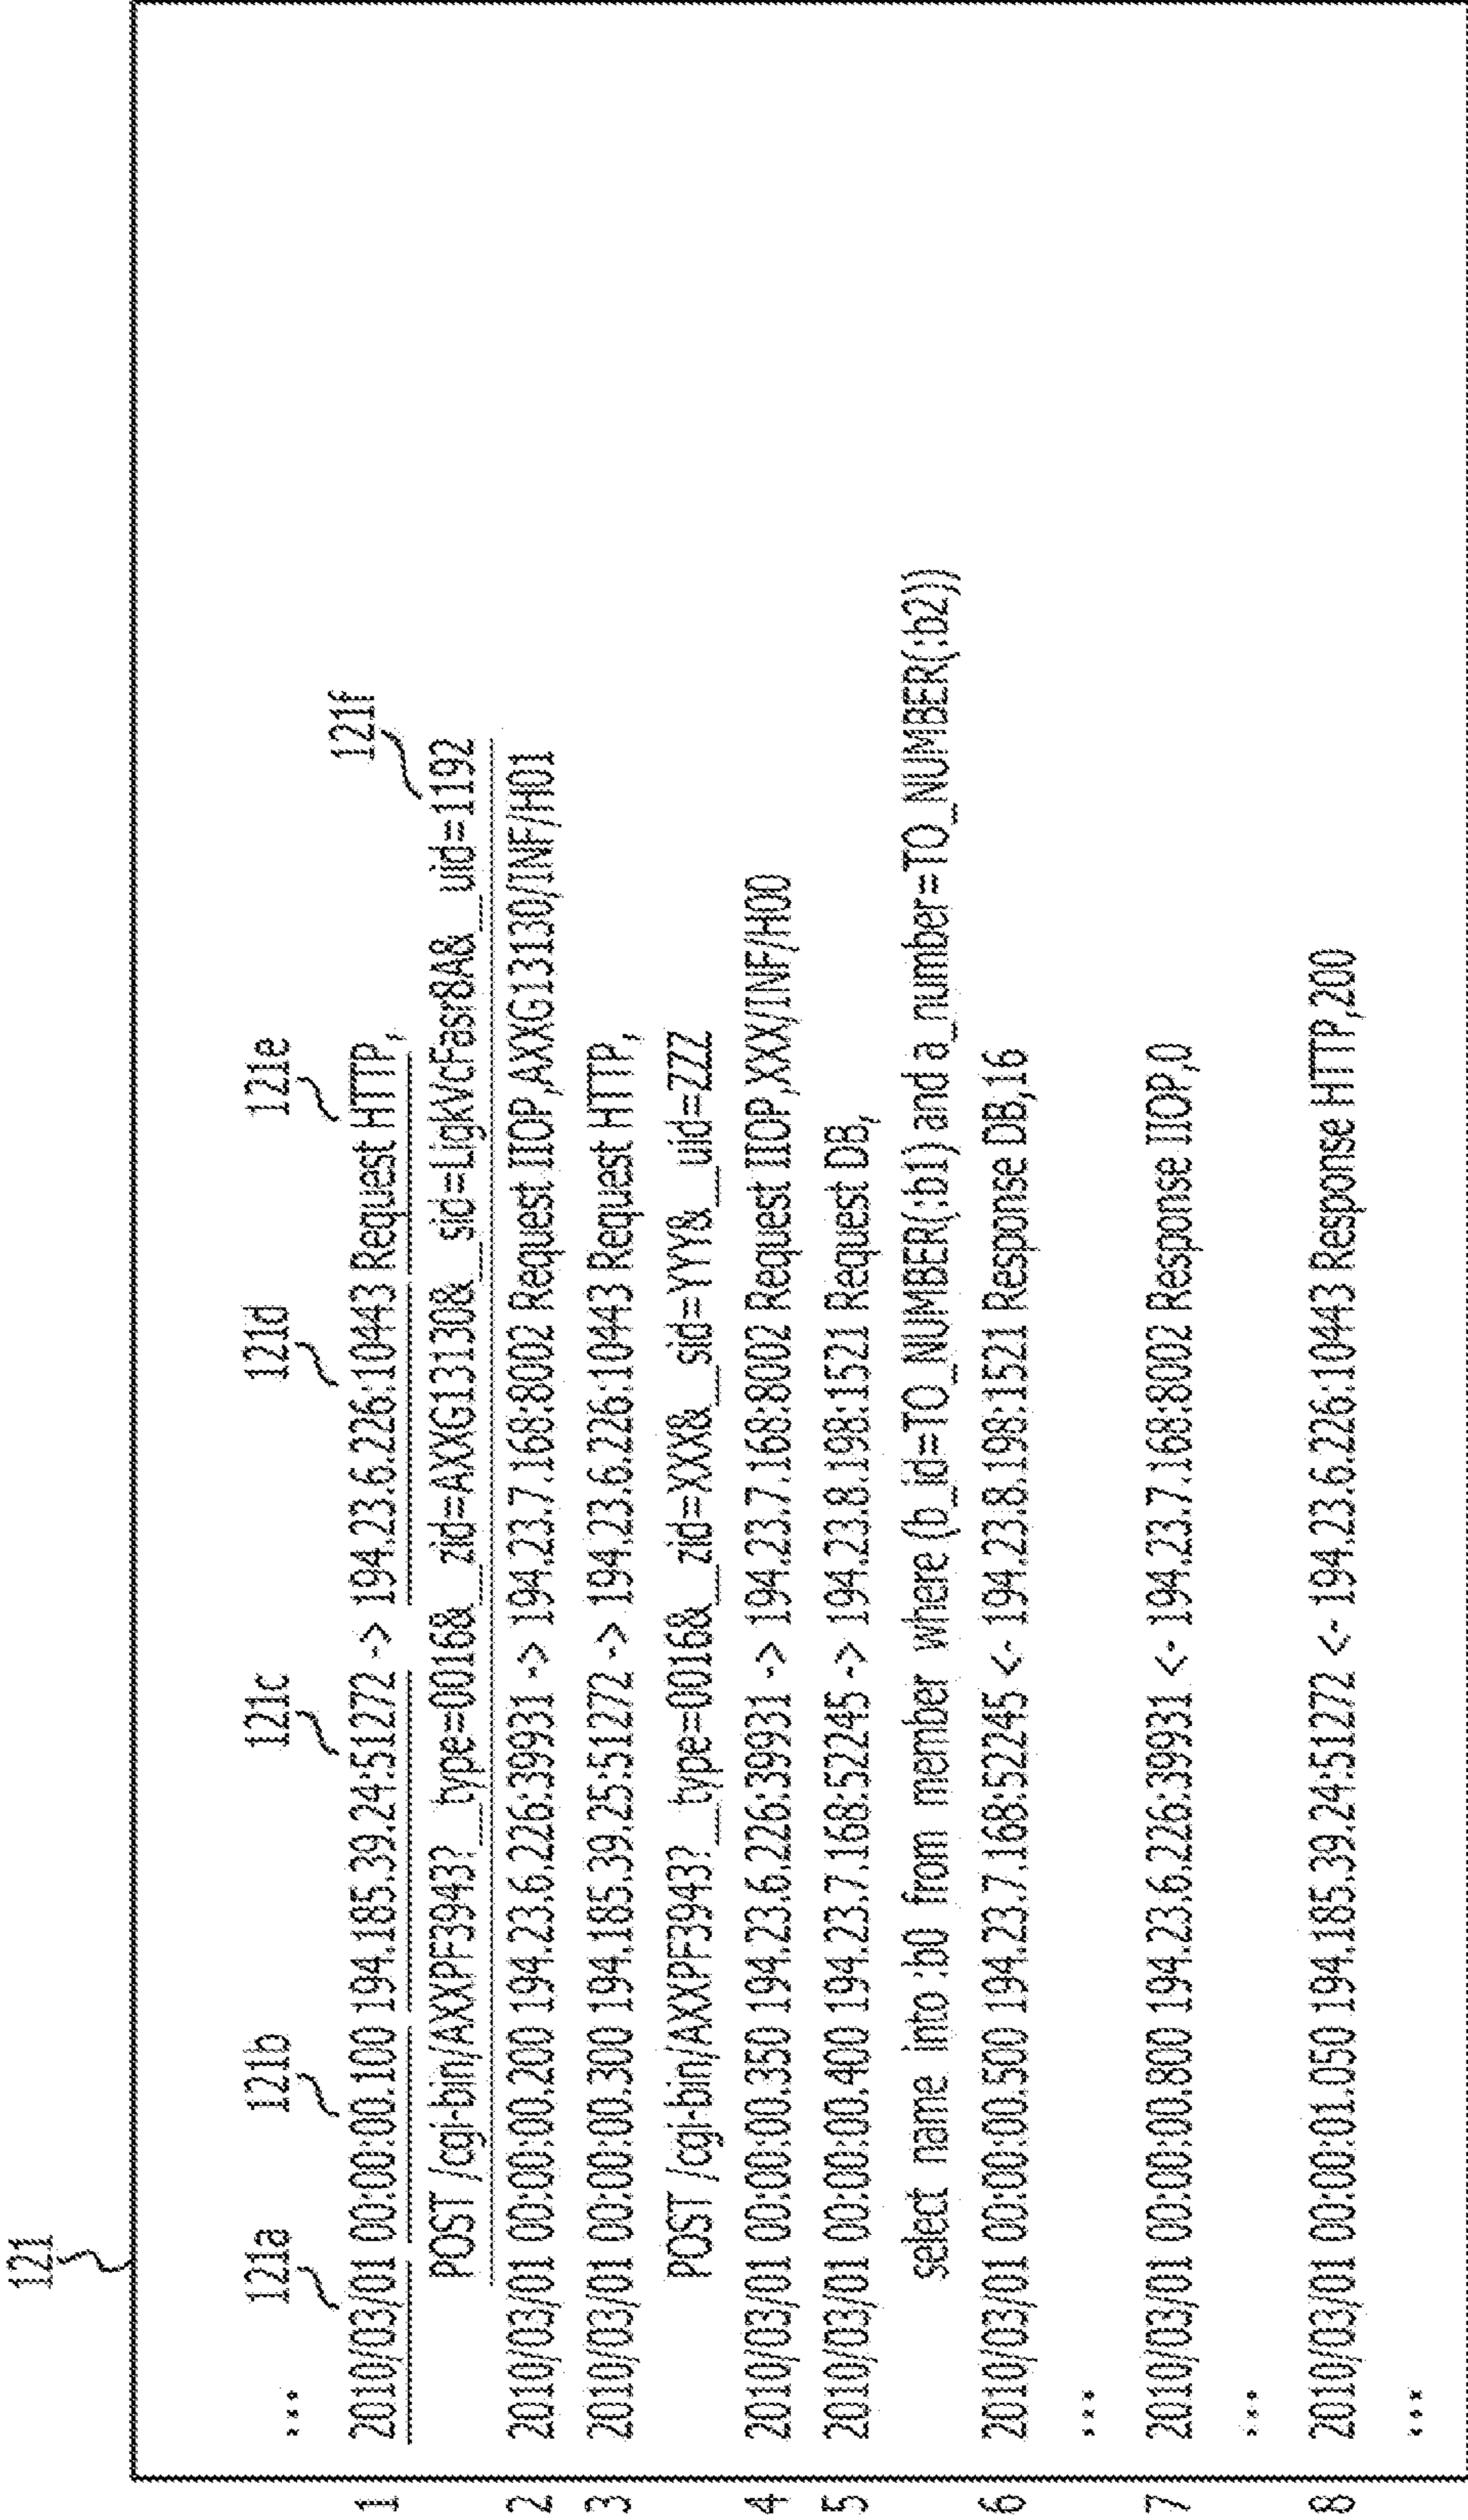 121
121a 121b 121c 121d 121e
...
1 2010/03/01 00:00:00.100 194.185.39.24:51272 -> 194.23.6.226:10443 Request HTTP,
121f
POST /cgi-bin/AXXPF3943?__type=0016&__zid=AXXG13130&__sid=LigkVcFasr8A&__uid=1192
2 2010/03/01 00:00:00.200 194.23.6.226:39931 -> 194.23.7.168:8002 Request IIOP,AXXG13130/INF/H01
3 2010/03/01 00:00:00.300 194.185.39.25:51272 -> 194.23.6.226:10443 Request HTTP,
POST /cgi-bin/AXXPF3943?__type=0016&__zid=XXX&__sid=YYY&__uid=ZZZ
4 2010/03/01 00:00:00.350 194.23.6.226:39931 -> 194.23.7.168:8002 Request IIOP,XXX/INF/H00
5 2010/03/01 00:00:00.400 194.23.7.168:52245 -> 194.23.8.198:1521 Request DB,
select name into :b0 from member where (b_id=TO_NUMBER(:b1) and a_number=TO_NUMBER(:b2)))
6 2010/03/01 00:00:00.500 194.23.7.168:52245 <- 194.23.8.198:1521 Response DB,16
...
7 2010/03/01 00:00:00.800 194.23.6.226:39931 <- 194.23.7.168:8002 Response IIOP,0
...
8 2010/03/01 00:00:01.050 194.185.39.24:51272 <- 194.23.6.226:10443 Response HTTP,200
...